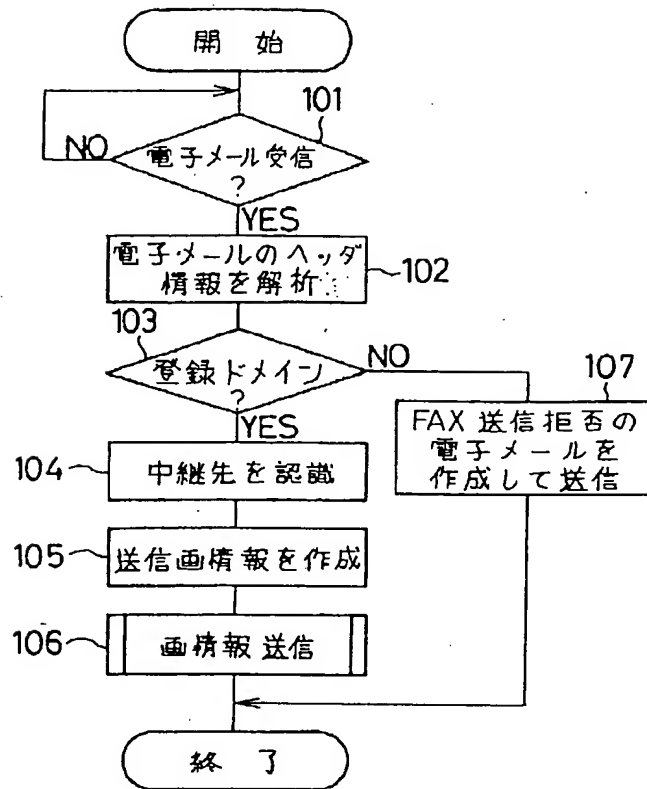 開始
101
NO
電子メール受信
?
YES
電子メールのヘッダ
情報を解析
102
103
登録ドメイン
?
NO
YES
107
FAX送信拒否の
電子メールを
作成して送信
104
中継先を認識
105
送信画情報を作成
106
画情報送信
終了